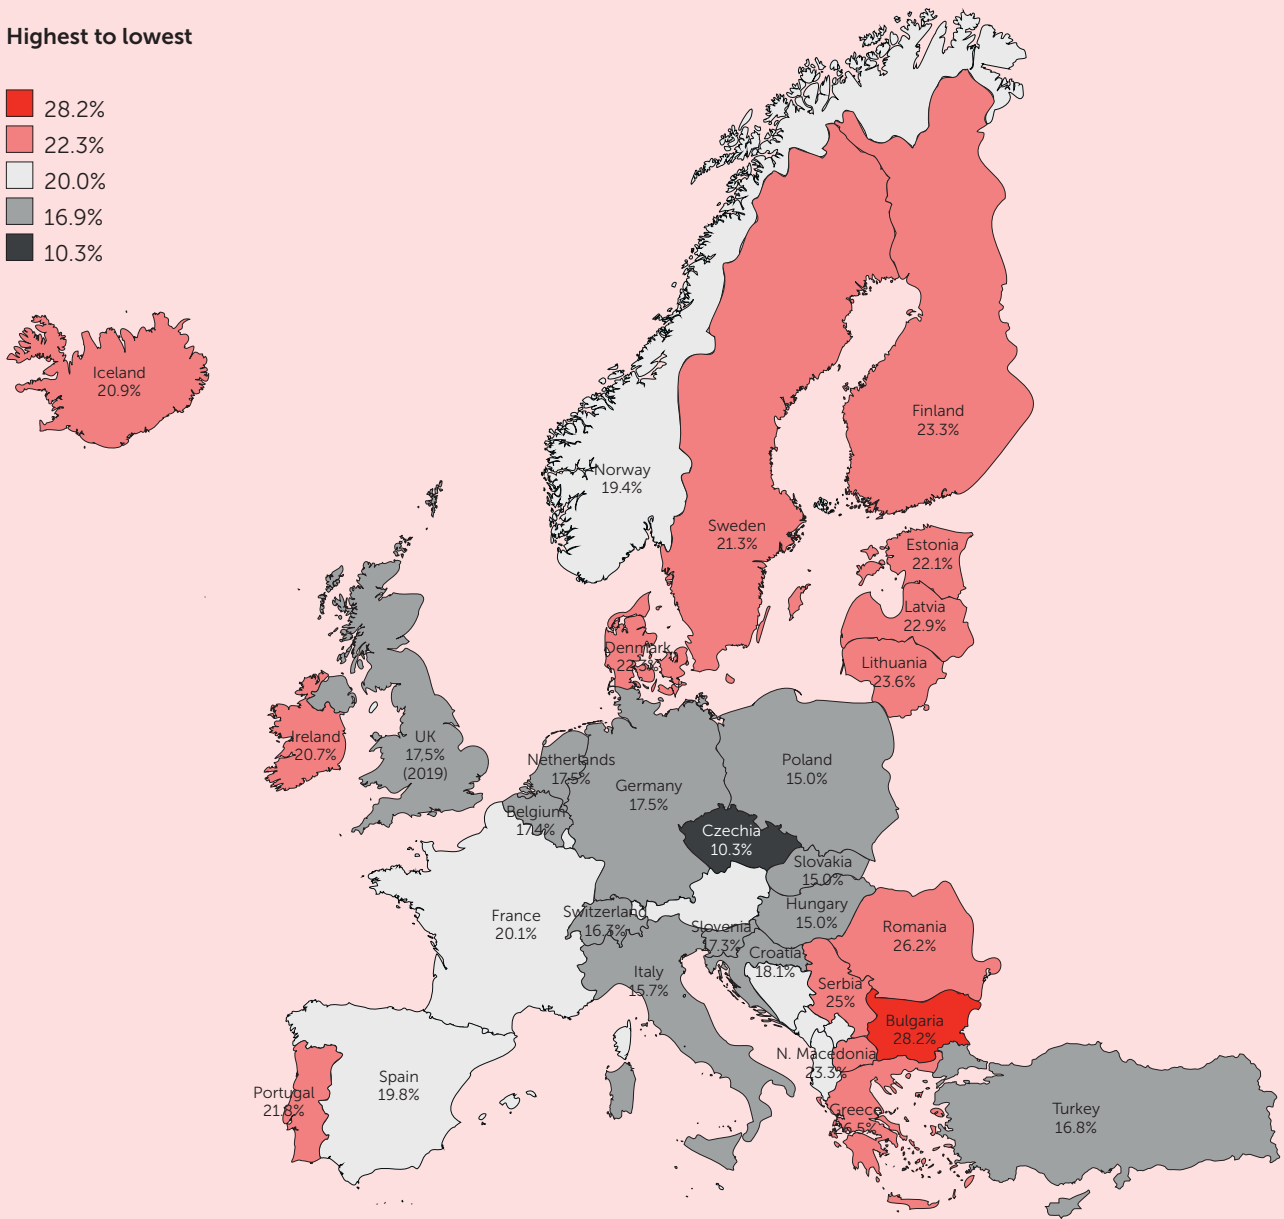 Highest to lowest
28.2%
22.3%
20.0%
16.9%
10.3%
Iceland
20.9%
Finland
23.3%
Norway
19.4%
Sweden
21.3%
Estonia
22.1%
Latvia
22.9%
Denmark
22.3%
Lithuania
23.6%
Ireland
20.7%
UK
17,5%
(2019)
Netherlands
17.5%
Germany
17.5%
Poland
15.0%
Belgium
17.4%
Czechia
10.3%
Slovakia
15.0%
Hungary
15.0%
France
20.1%
Switzerland
16.3%
Slovenia
17.3%
Romania
26.2%
Croatia
18.1%
Italy
15.7%
Serbia
25%
Bulgaria
28.2%
N. Macedonia
23.3%
Spain
19.8%
Portugal
21.8%
Greece
26.5%
Turkey
16.8%